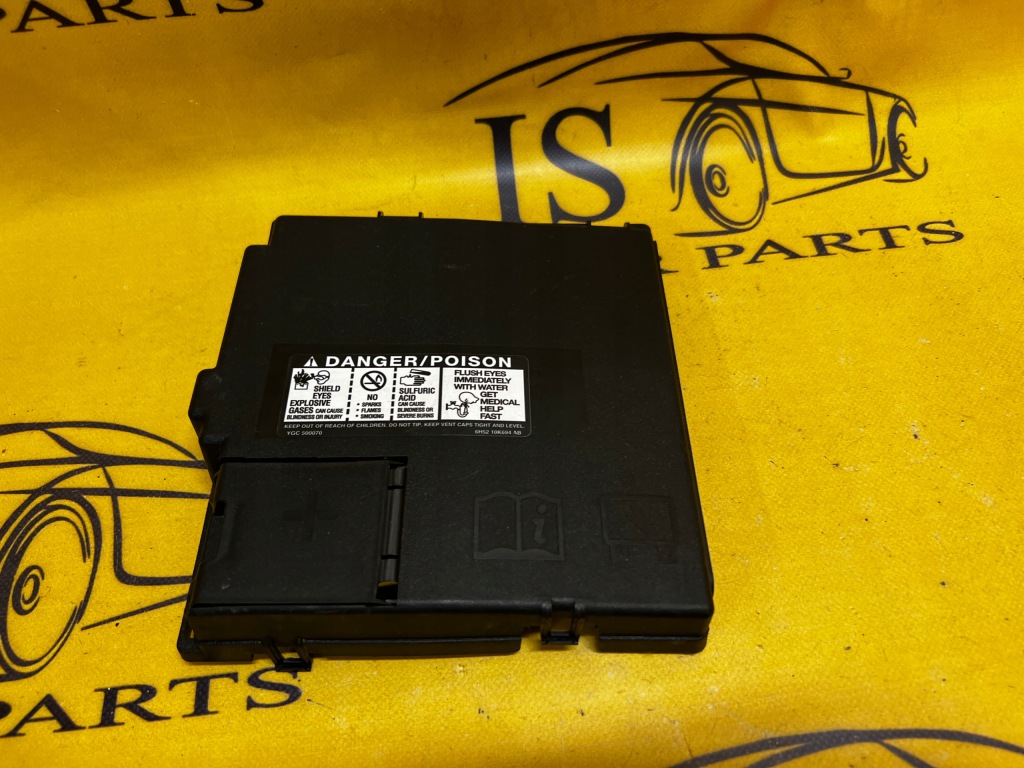 PARTS
IS
R PARTS
DANGER/POISON
SHIELD
EYES
EXPLOSIVE
GASES CAN CAUSE
BLINDNESS OR INJURY
NO
• SPARKS
• FLAMES
• SMOKING
SULFURIC
ACID
CAN CAUSE
BLINDNESS OR
SEVERE BURNS
FLUSH EYES
IMMEDIATELY
WITH WATER
GET
MEDICAL
HELP
FAST
KEEP OUT OF REACH OF CHILDREN. DO NOT TIP. KEEP VENT CAPS TIGHT AND LEVEL.
YGC 500070 6H52 10K694 AB
PARTS